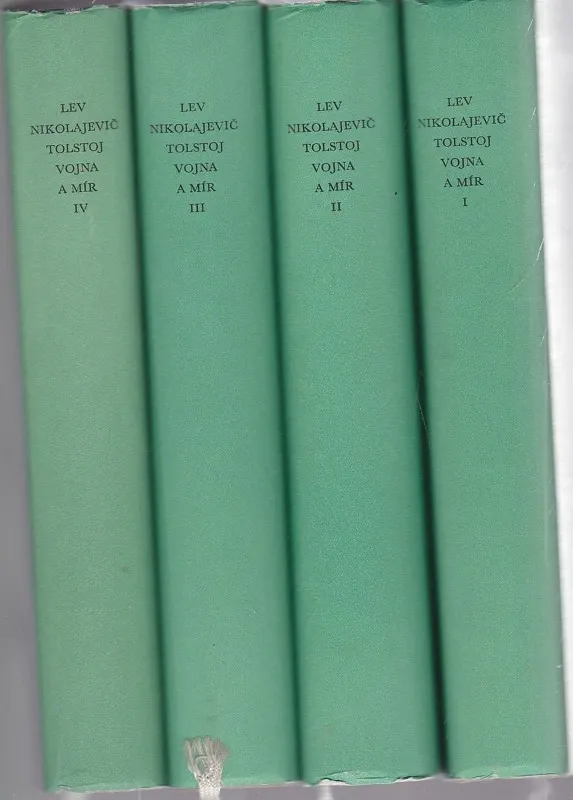 LEV
NIKOLAJEVIČ
TOLSTOJ
VOJNA
A MÍR
IV
LEV
NIKOLAJEVIČ
TOLSTOJ
VOJNA
A MÍR
III
LEV
NIKOLAJEVIČ
TOLSTOJ
VOJNA
A MÍR
II
LEV
NIKOLAJEVIČ
TOLSTOJ
VOJNA
A MÍR
I